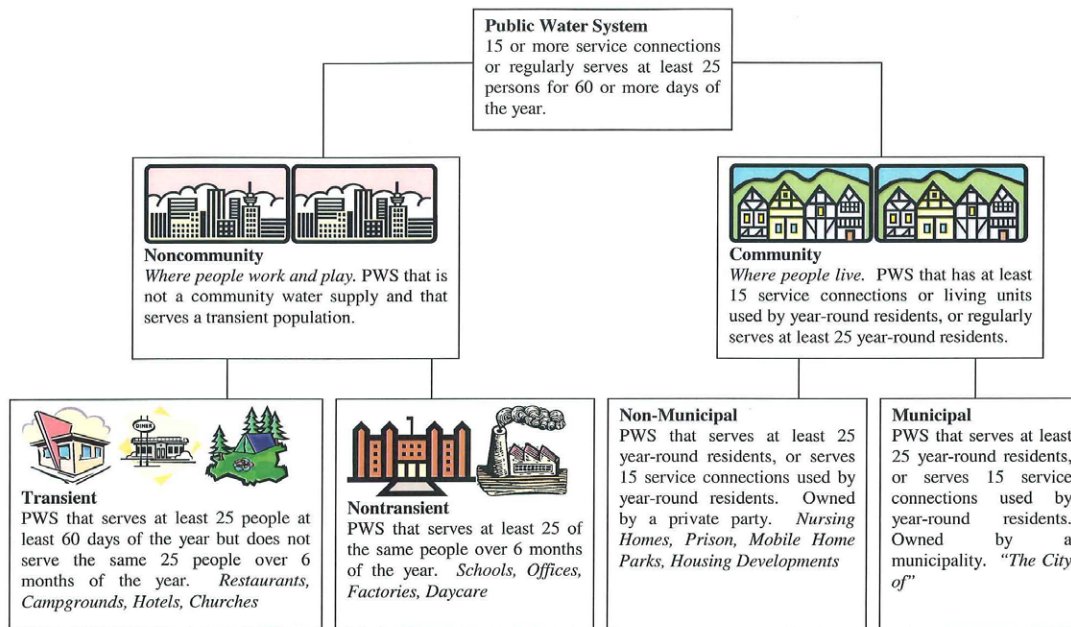 Public Water System
15 or more service connections
or regularly serves at least 25
persons for 60 or more days of
the year.
Noncommunity
Where people work and play. PWS that is
not a community water supply and that
serves a transient population.
Community
Where people live. PWS that has at least
15 service connections or living units
used by year-round residents, or regularly
serves at least 25 year-round residents.
DINER
Transient
PWS that serves at least 25 people at
least 60 days of the year but does not
serve the same 25 people over 6
months of the year. Restaurants,
Campgrounds, Hotels, Churches
Nontransient
PWS that serves at least 25 of
the same people over 6 months
of the year. Schools, Offices,
Factories, Daycare
Non-Municipal
PWS that serves at least 25
year-round residents, or serves
15 service connections used by
year-round residents. Owned
by a private party. Nursing
Homes, Prison, Mobile Home
Parks, Housing Developments
Municipal
PWS that serves at least
25 year-round residents,
or serves 15 service
connections used by
year-round residents.
Owned by a
municipality. “The City
of”